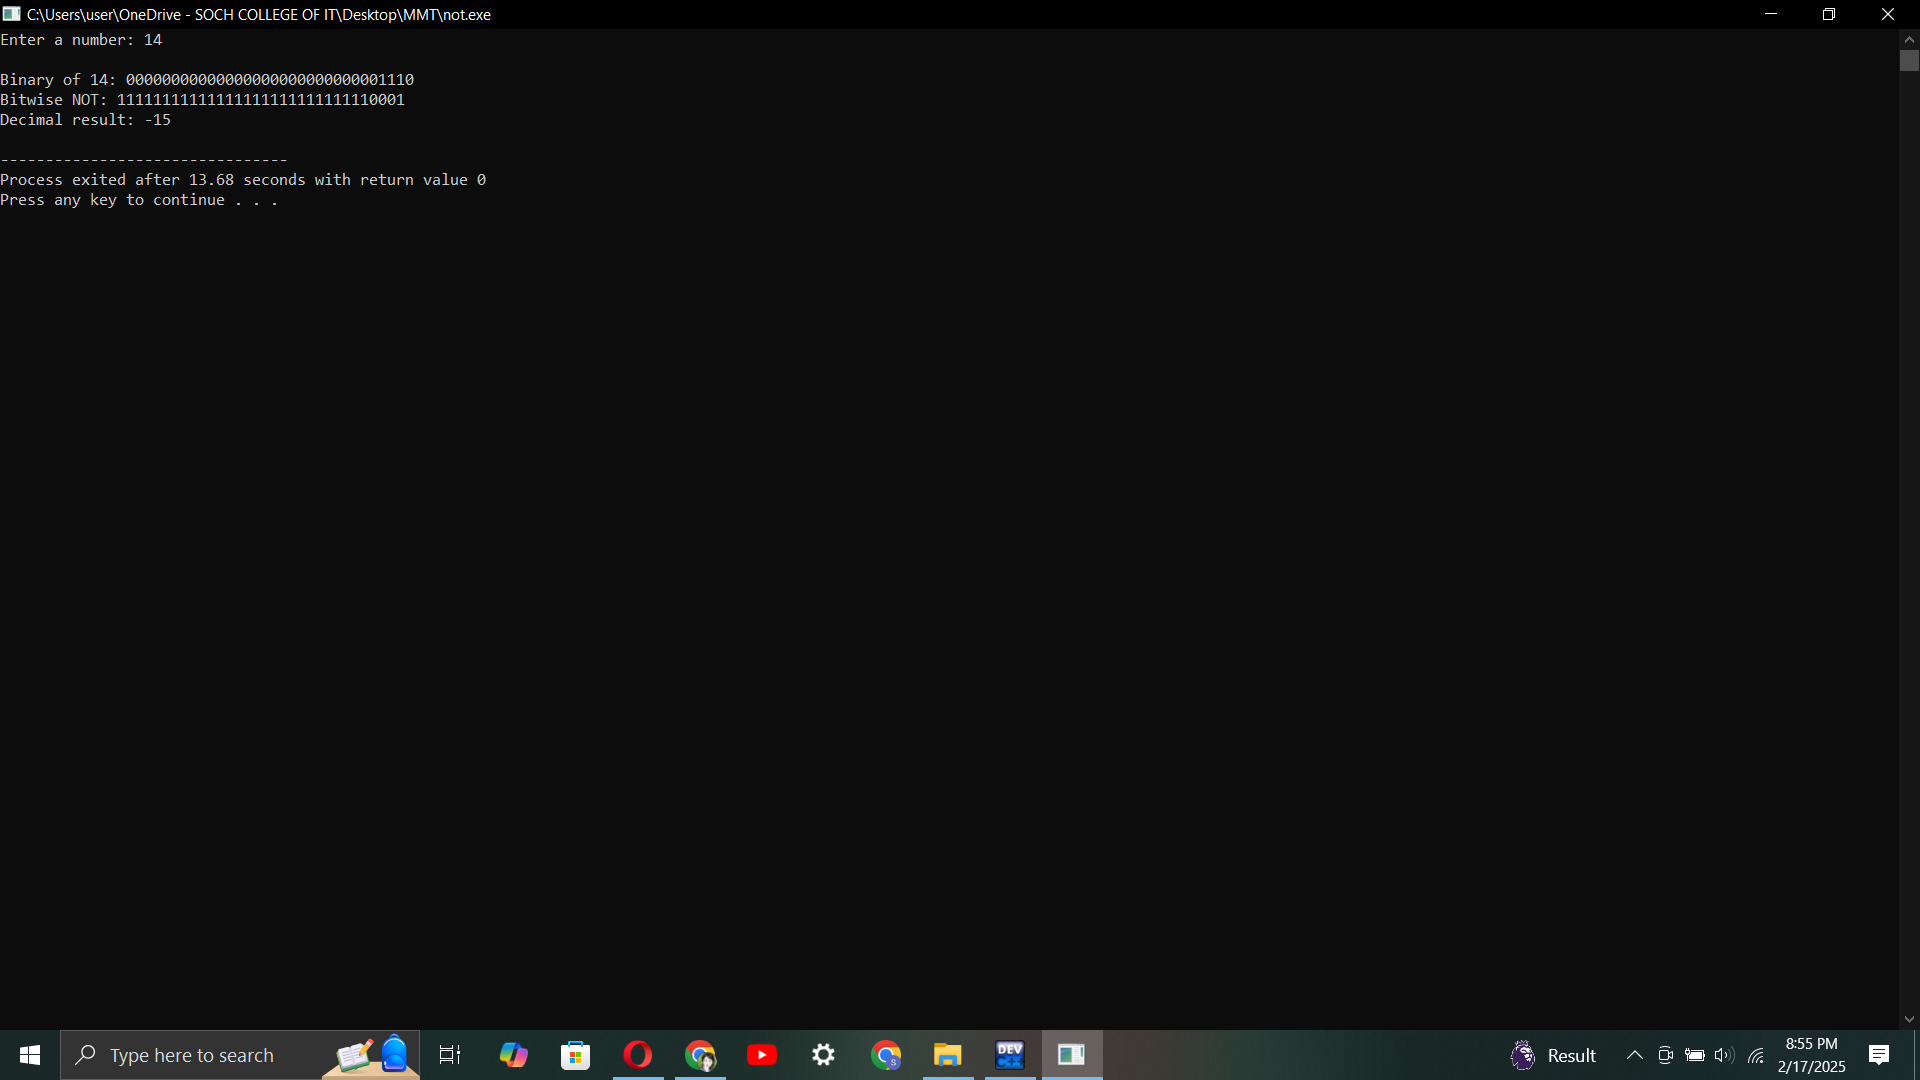 C:\Users\user\OneDrive - SOCH COLLEGE OF IT\Desktop\MMT\not.exe
Enter a number: 14
Binary of 14: 00000000000000000000000000001110
Bitwise NOT: 11111111111111111111111111110001
Decimal result: -15
--------------------------------
Process exited after 13.68 seconds with return value 0
Press any key to continue . . .
Type here to search
DEV
C++
S
Result
8:55 PM
2/17/2025